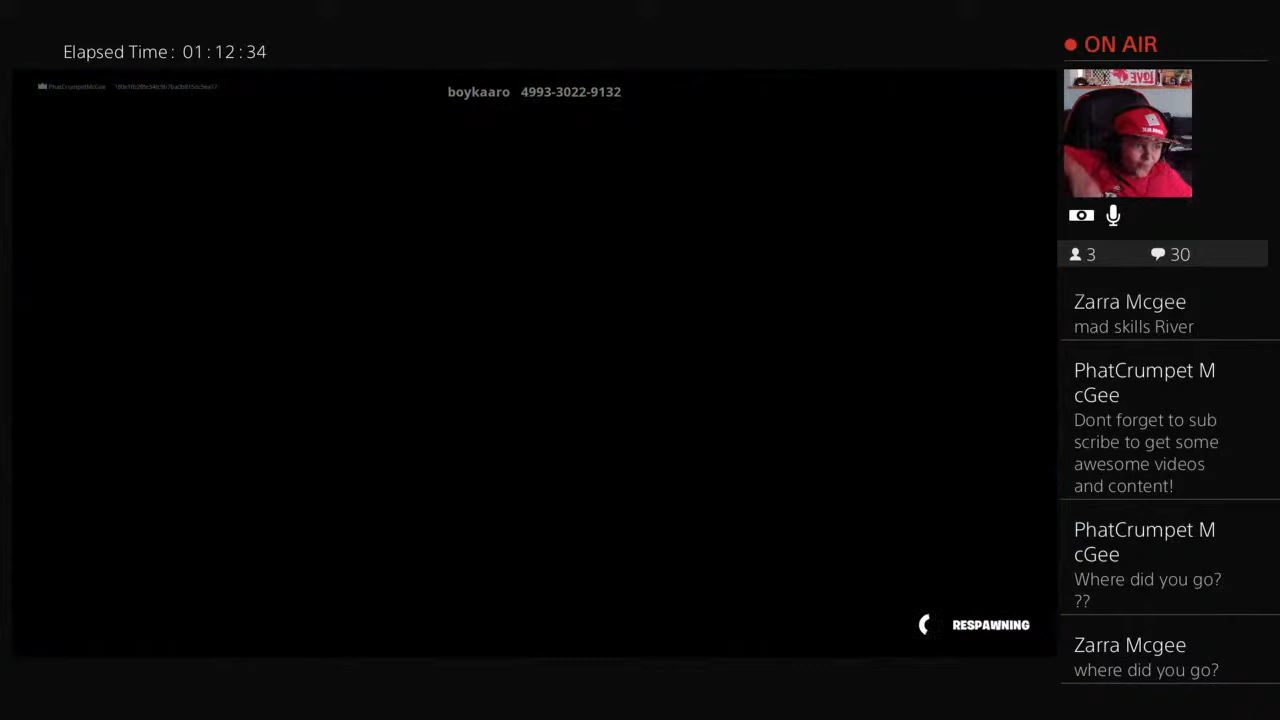 Elapsed Time: 01:12:34
ON AIR
PhatCrumpetMcGee
boykaaro 4993-3022-9132
3 30
Zarra Mcgee
mad skills River
PhatCrumpet M
cGee
Dont forget to sub
scribe to get some
awesome videos
and content!
PhatCrumpet M
cGee
Where did you go?
??
RESPAWNING
Zarra Mcgee
where did you go?